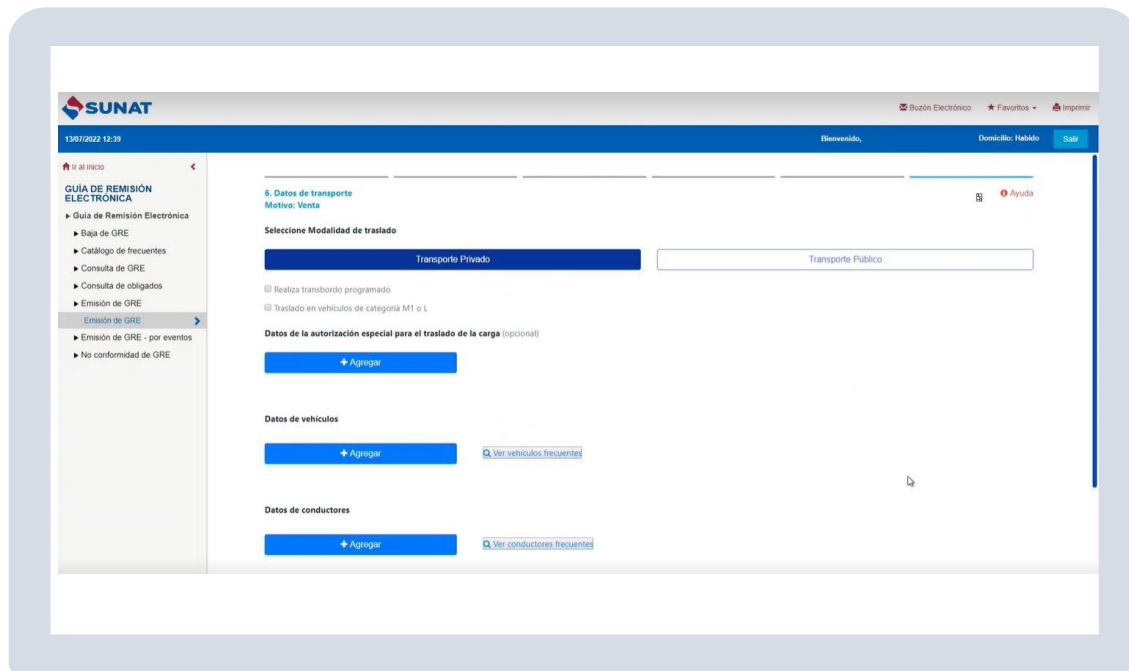 SUNAT
Buzón Electrónico Favoritos Imprimir
13/07/2022 12:39 Bienvenido, Domicilio: Habido Salir
Ir al inicio
GUÍA DE REMISIÓN
ELECTRÓNICA
Guía de Remisión Electrónica
Baja de GRE
Catálogo de frecuentes
Consulta de GRE
Consulta de obligados
Emisión de GRE
Emisión de GRE
Emisión de GRE - por eventos
No conformidad de GRE
6. Datos de transporte
Motivo: Venta
Ayuda
Seleccione Modalidad de traslado
Transporte Privado Transporte Público
Realiza transbordo programado
Traslado en vehículos de categoría M1 o L
Datos de la autorización especial para el traslado de la carga (opcional)
+ Agregar
Datos de vehículos
+ Agregar Ver vehículos frecuentes
Datos de conductores
+ Agregar Ver conductores frecuentes